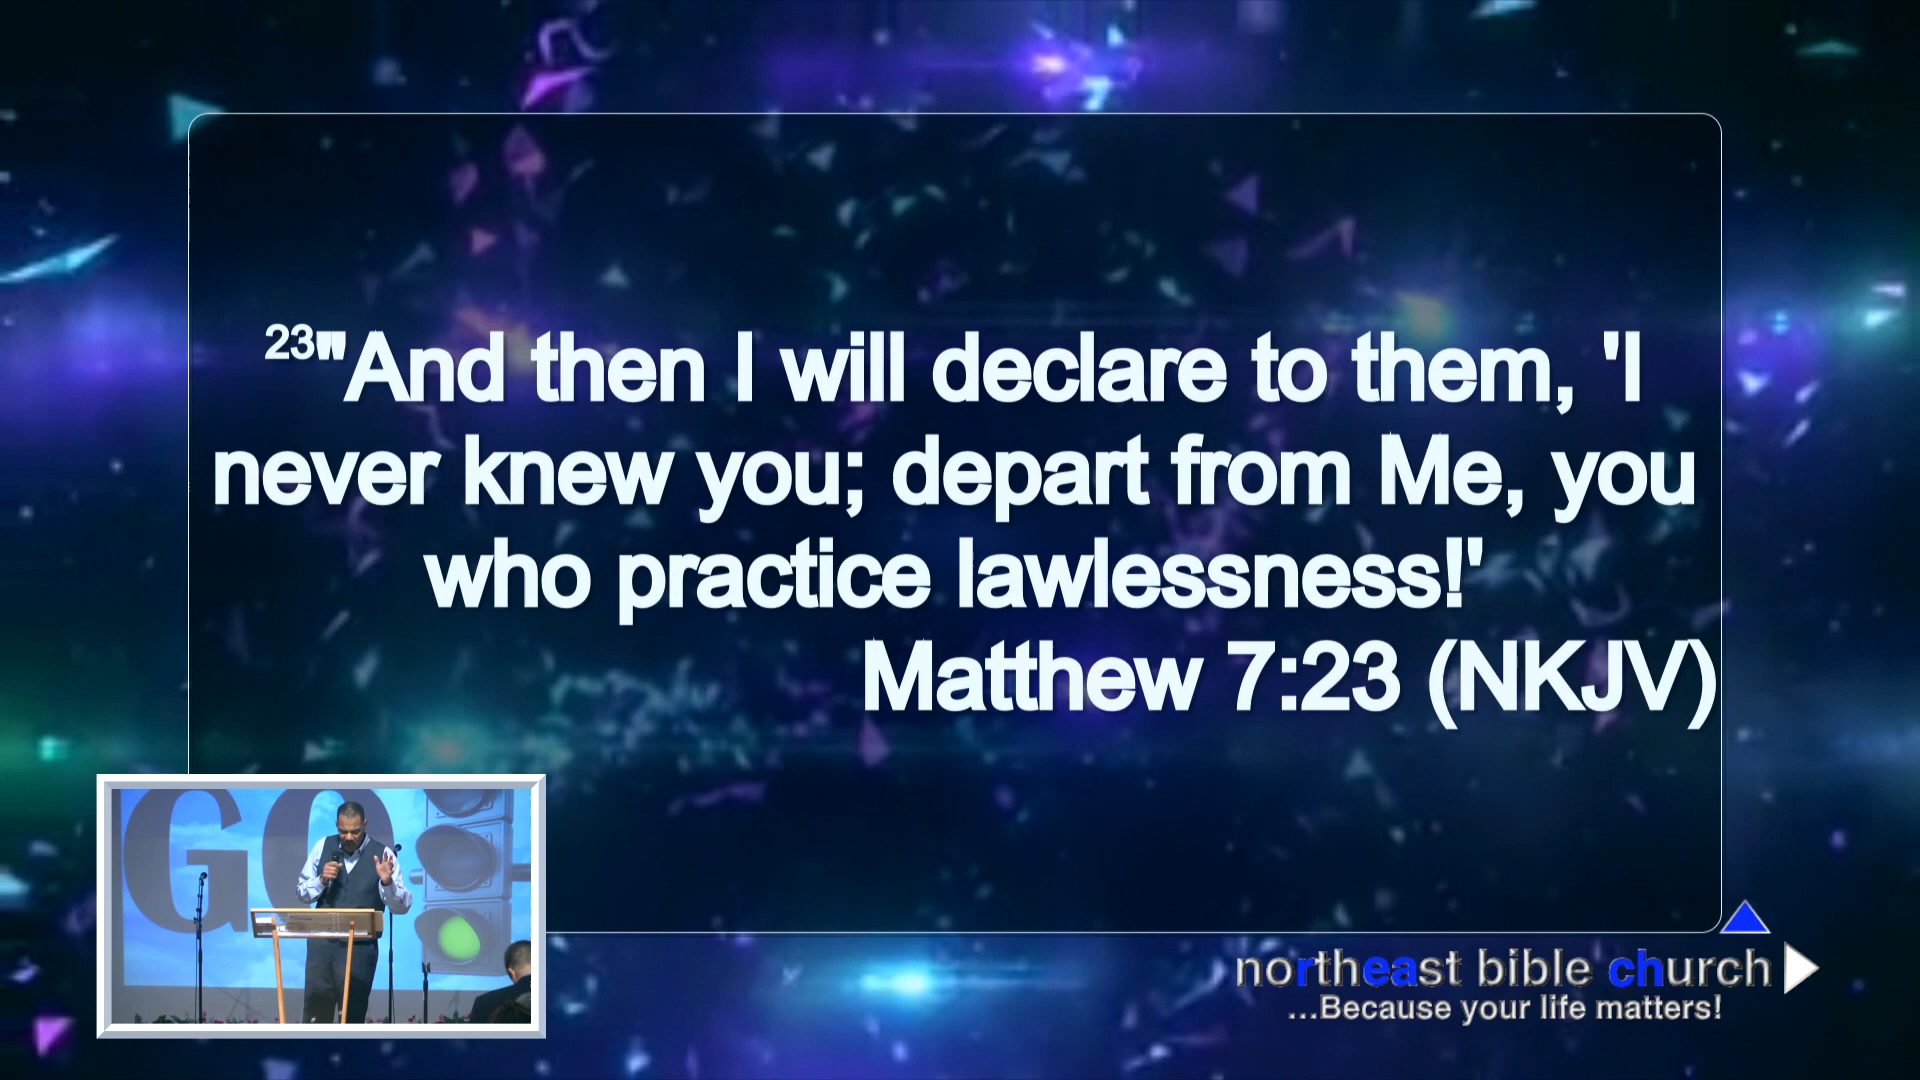 23"And then I will declare to them, 'I
never knew you; depart from Me, you
who practice lawlessness!'
Matthew 7:23 (NKJV)
GO
northeast bible church
...Because your life matters!